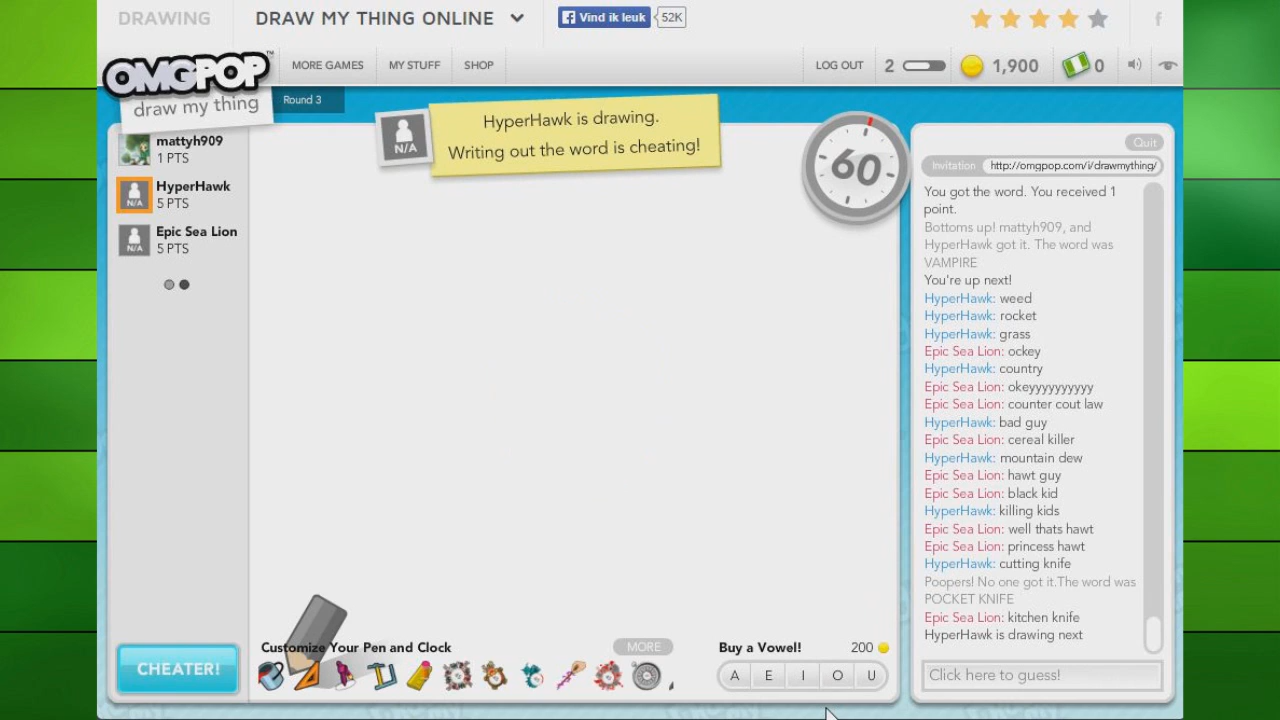 DRAWING
DRAW MY THING ONLINE
Vind ik leuk
52K
OMGPOP™
draw my thing
MORE GAMES
MY STUFF
SHOP
LOG OUT
2
1,900
0
Round 3
mattyh909
1 PTS
N/A
HyperHawk
5 PTS
N/A
Epic Sea Lion
5 PTS
N/A
HyperHawk is drawing.
Writing out the word is cheating!
60
Quit
Invitation
http://omgpop.com/i/drawmything/
You got the word. You received 1
point.
Bottoms up! mattyh909, and
HyperHawk got it. The word was
VAMPIRE
You're up next!
HyperHawk: weed
HyperHawk: rocket
HyperHawk: grass
Epic Sea Lion: ockey
HyperHawk: country
Epic Sea Lion: okeyyyyyyyyyy
Epic Sea Lion: counter cout law
HyperHawk: bad guy
Epic Sea Lion: cereal killer
HyperHawk: mountain dew
Epic Sea Lion: hawt guy
Epic Sea Lion: black kid
HyperHawk: killing kids
Epic Sea Lion: well thats hawt
Epic Sea Lion: princess hawt
HyperHawk: cutting knife
Poopers! No one got it.The word was
POCKET KNIFE
Epic Sea Lion: kitchen knife
HyperHawk is drawing next
Click here to guess!
CHEATER!
Customize Your Pen and Clock
MORE
Buy a Vowel!
200
A E I O U